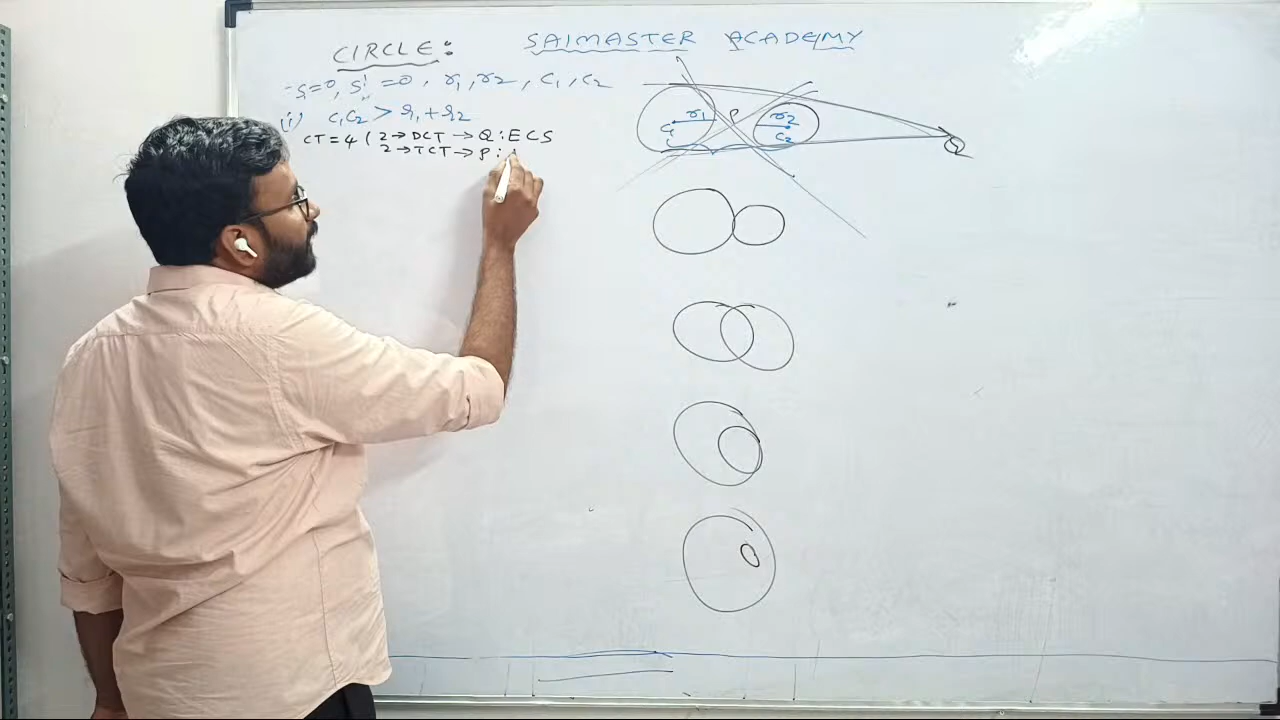 CIRCLE:
SAIMASTER ACADEMY
S=0, S'=0, r1, r2, C1, C2
(i) C1C2 > r1+r2
CT=4 ( 2→DCT → Q: ECS
2→TCT → P:
r1 P r2
C1 C2
Q